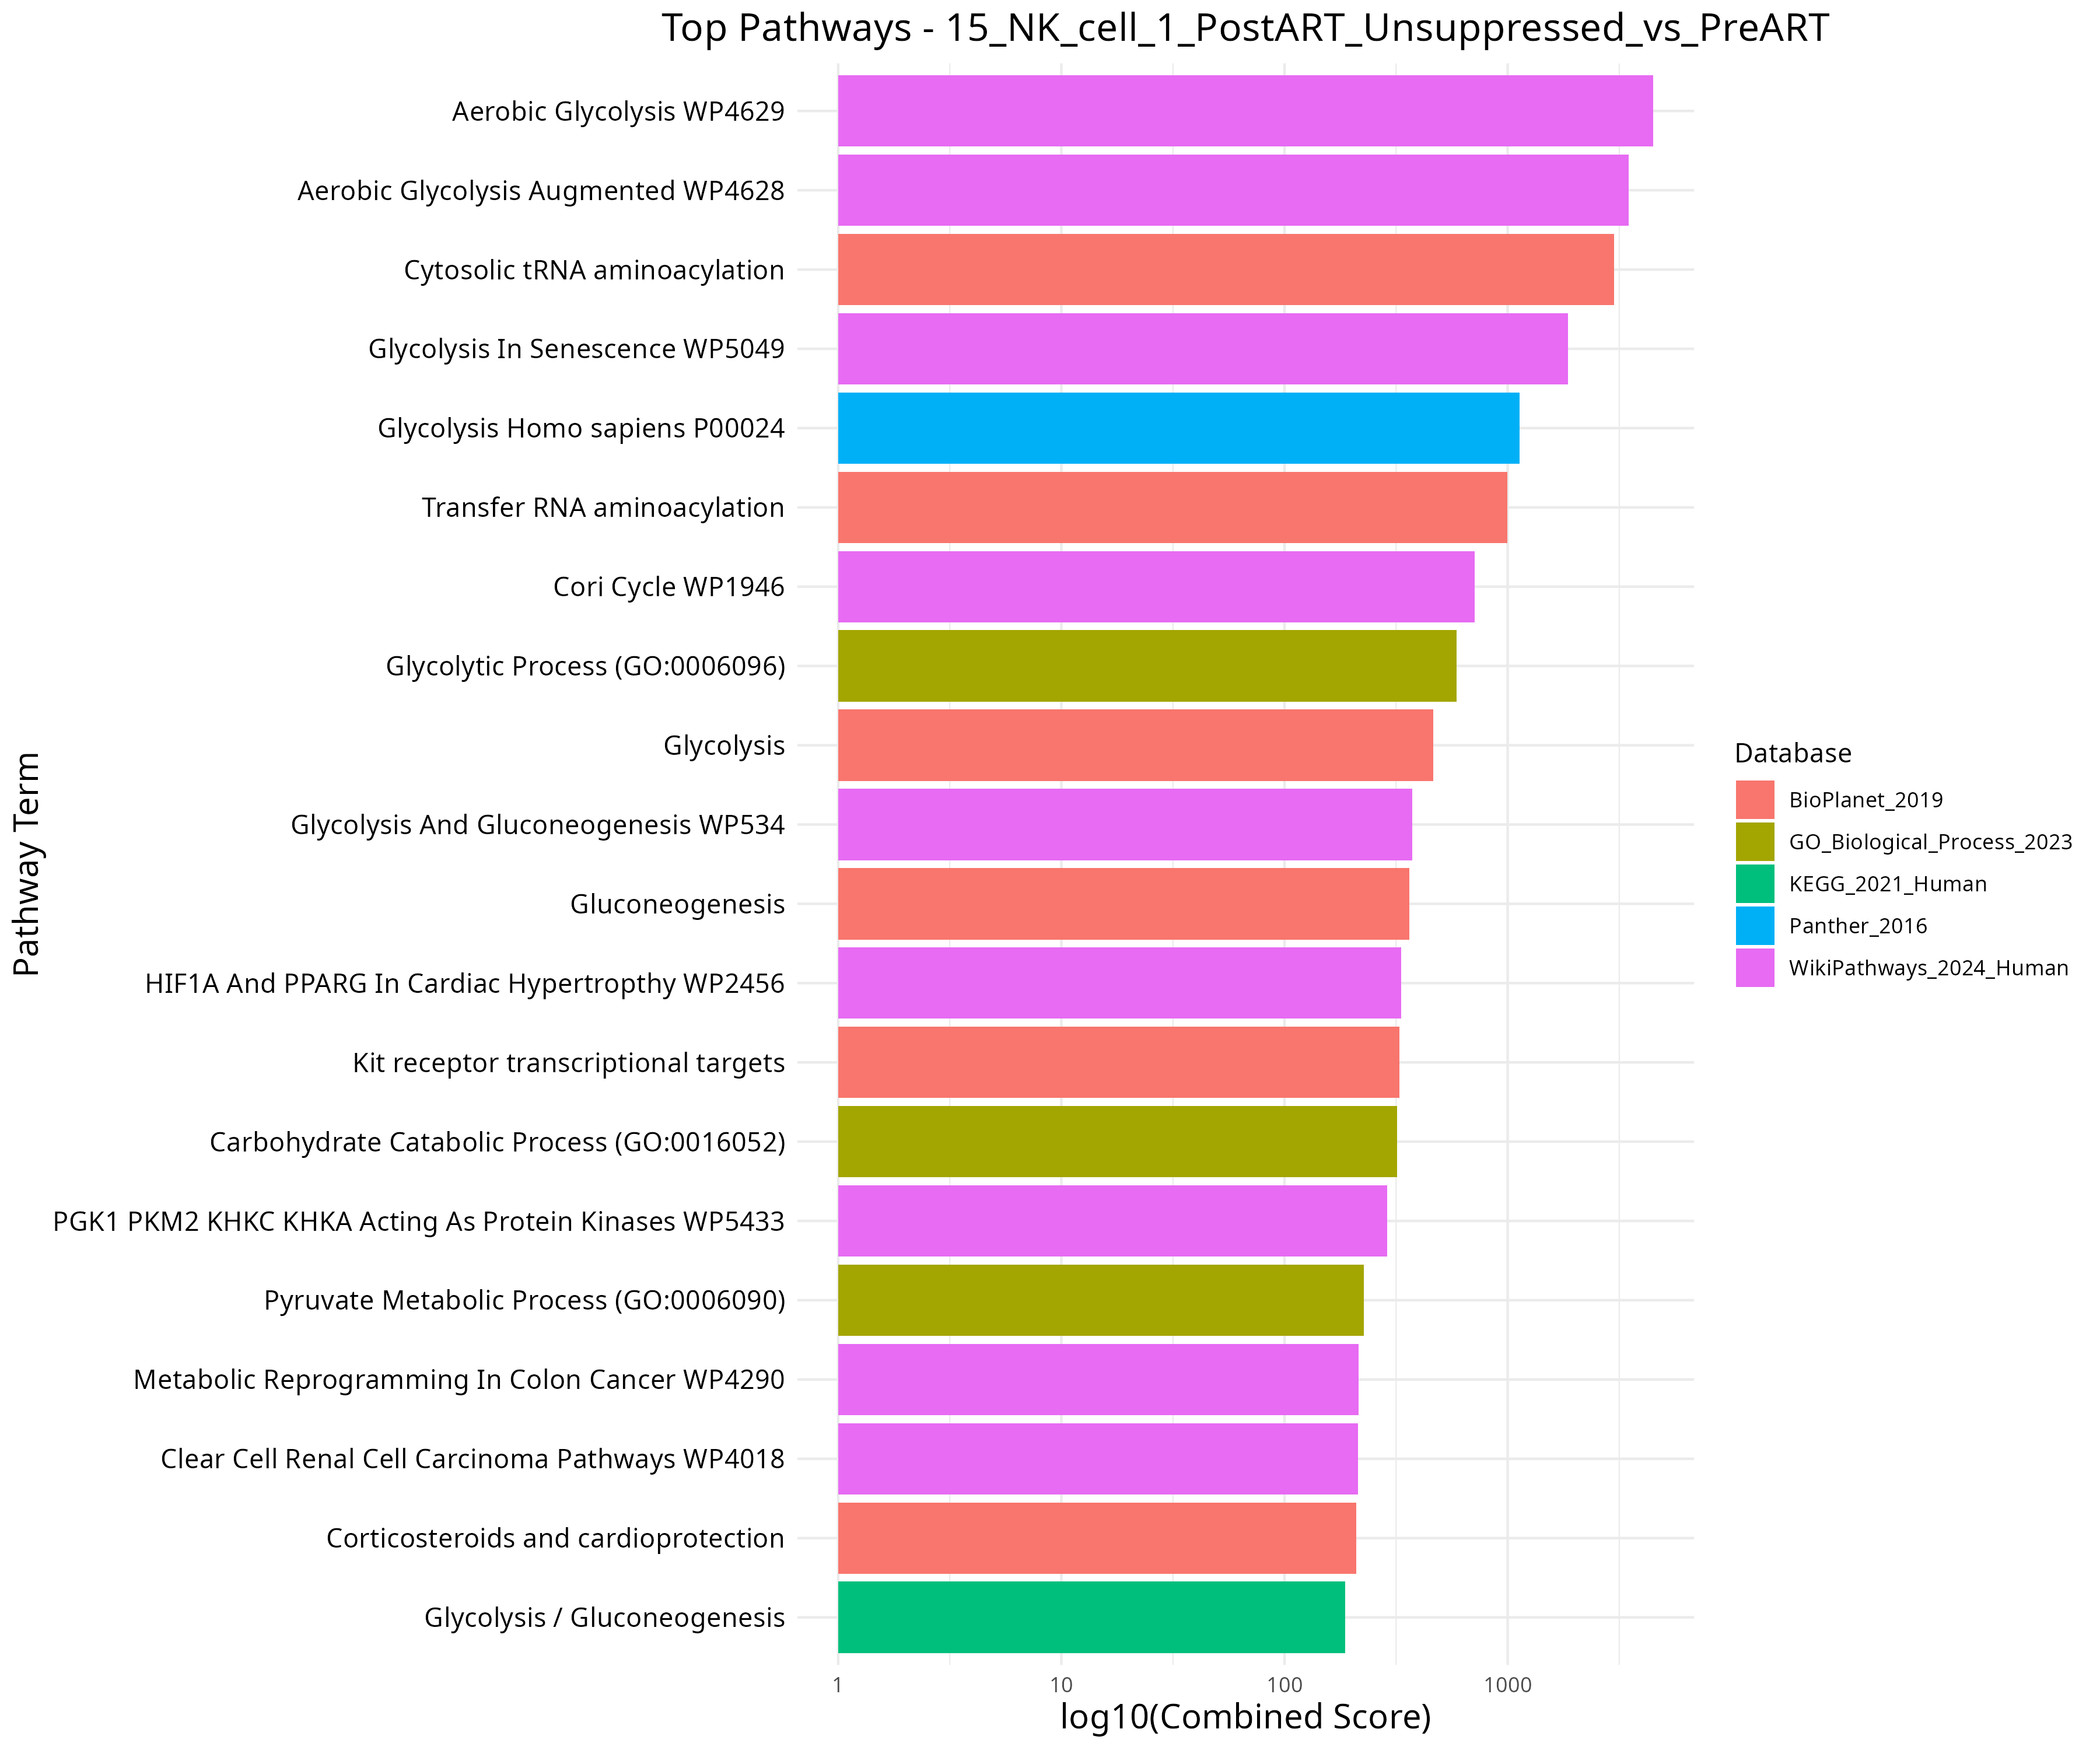 Top Pathways - 15_NK_cell_1_PostART_Unsuppressed_vs_PreART
Pathway Term
Aerobic Glycolysis WP4629
Aerobic Glycolysis Augmented WP4628
Cytosolic tRNA aminoacylation
Glycolysis In Senescence WP5049
Glycolysis Homo sapiens P00024
Transfer RNA aminoacylation
Cori Cycle WP1946
Glycolytic Process (GO:0006096)
Glycolysis
Glycolysis And Gluconeogenesis WP534
Gluconeogenesis
HIF1A And PPARG In Cardiac Hypertropthy WP2456
Kit receptor transcriptional targets
Carbohydrate Catabolic Process (GO:0016052)
PGK1 PKM2 KHKC KHKA Acting As Protein Kinases WP5433
Pyruvate Metabolic Process (GO:0006090)
Metabolic Reprogramming In Colon Cancer WP4290
Clear Cell Renal Cell Carcinoma Pathways WP4018
Corticosteroids and cardioprotection
Glycolysis / Gluconeogenesis
1 10 100 1000
log10(Combined Score)
Database
BioPlanet_2019
GO_Biological_Process_2023
KEGG_2021_Human
Panther_2016
WikiPathways_2024_Human